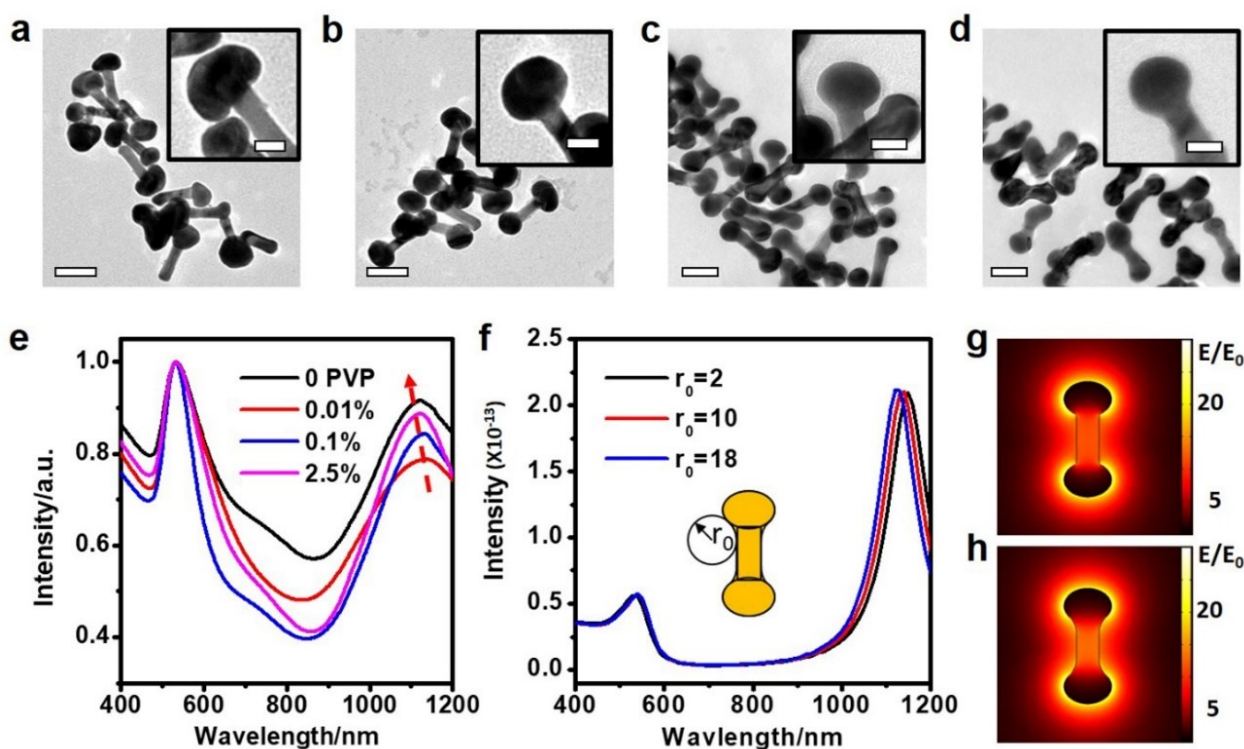 a
b
c
d
e
1.0
0.8
0.6
0.4
Intensity/a.u.
0 PVP
0.01%
0.1%
2.5%
400 600 800 1000 1200
Wavelength/nm
f
2.5
2.0
1.5
1.0
0.5
0.0
Intensity (X10⁻¹³)
r₀=2
r₀=10
r₀=18
r₀
400 600 800 1000 1200
Wavlength/nm
g
E/E₀
20
5
h
E/E₀
20
5